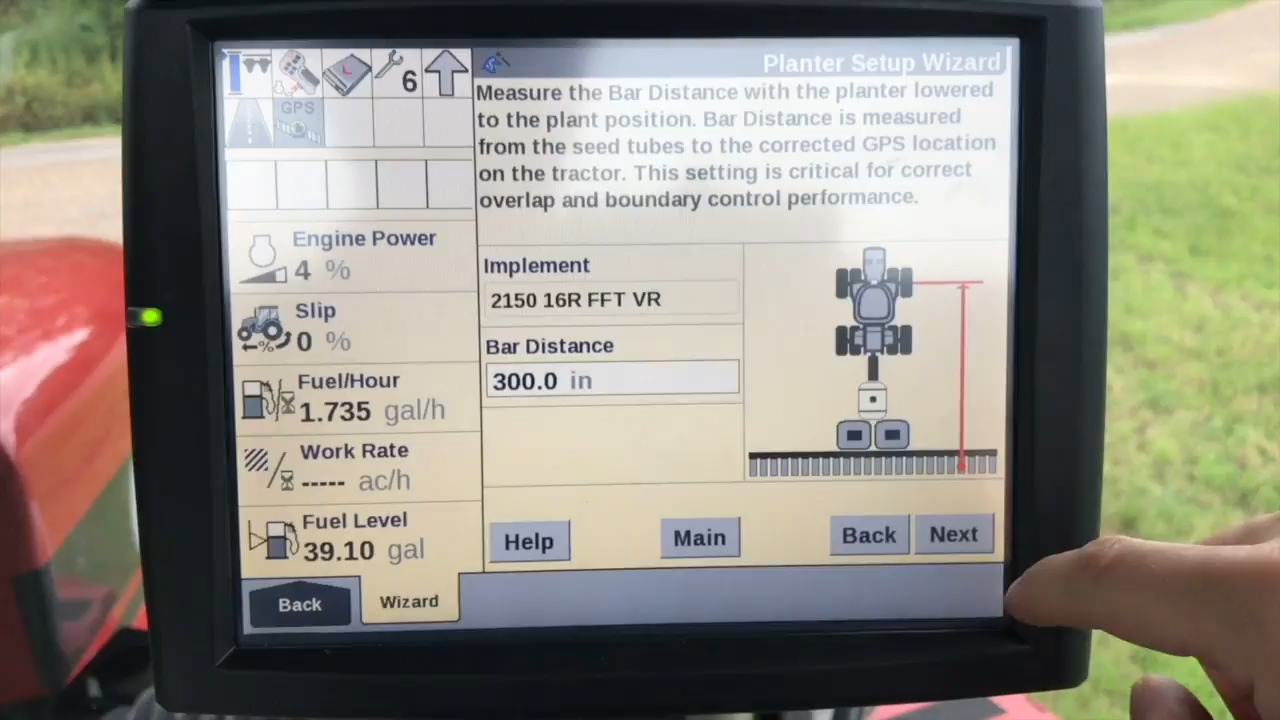 6
GPS
Engine Power
4 %
Slip
0 %
Fuel/Hour
1.735 gal/h
Work Rate
----- ac/h
Fuel Level
39.10 gal
Back
Wizard
Planter Setup Wizard
Measure the Bar Distance with the planter lowered
to the plant position. Bar Distance is measured
from the seed tubes to the corrected GPS location
on the tractor. This setting is critical for correct
overlap and boundary control performance.
Implement
2150 16R FFT VR
Bar Distance
300.0 in
Help
Main
Back
Next